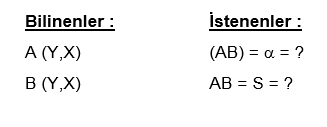 Bilinenler : İstenenler :
A (Y,X) (AB) = α = ?
B (Y,X) AB = S = ?